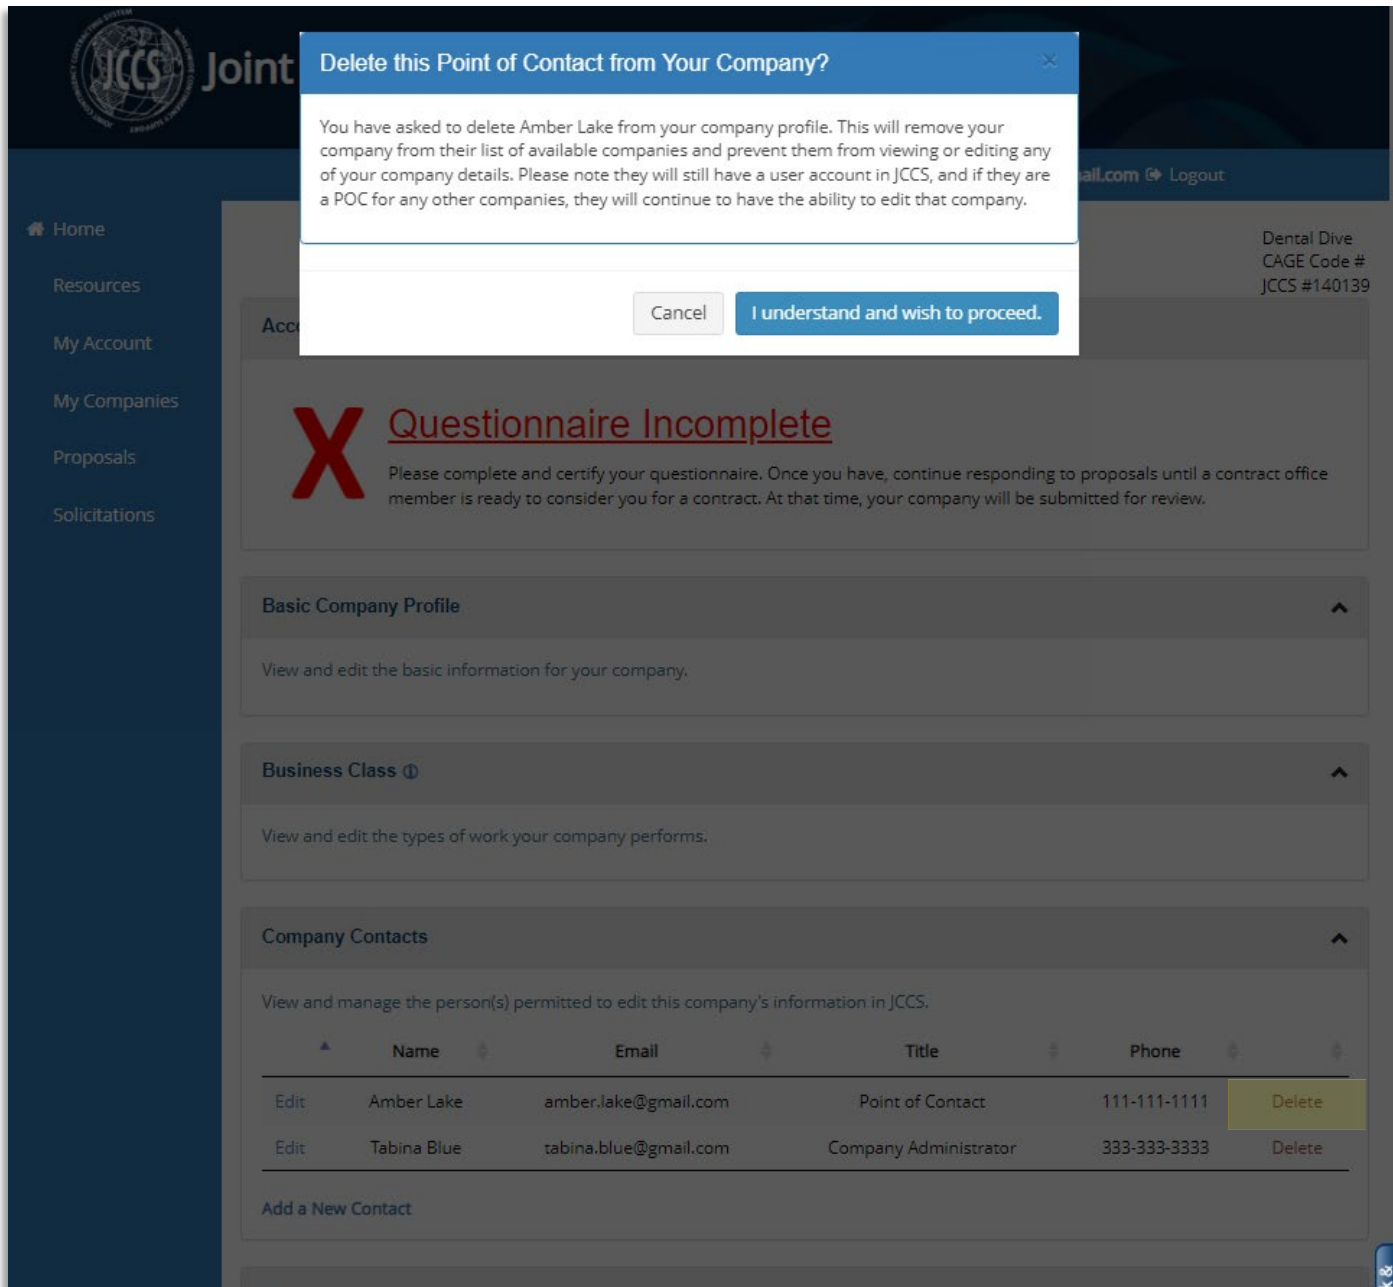 JCCS Joint
Delete this Point of Contact from Your Company? ×
You have asked to delete Amber Lake from your company profile. This will remove your
company from their list of available companies and prevent them from viewing or editing any
of your company details. Please note they will still have a user account in JCCS, and if they are
a POC for any other companies, they will continue to have the ability to edit that company.
Cancel I understand and wish to proceed.
ail.com Logout
Home
Resources
My Account
My Companies
Proposals
Solicitations
Dental Dive
CAGE Code #
JCCS #140139
Acco
X Questionnaire Incomplete
Please complete and certify your questionnaire. Once you have, continue responding to proposals until a contract office
member is ready to consider you for a contract. At that time, your company will be submitted for review.
Basic Company Profile
View and edit the basic information for your company.
Business Class
View and edit the types of work your company performs.
Company Contacts
View and manage the person(s) permitted to edit this company's information in JCCS.
Name Email Title Phone
Edit Amber Lake amber.lake@gmail.com Point of Contact 111-111-1111 Delete
Edit Tabina Blue tabina.blue@gmail.com Company Administrator 333-333-3333 Delete
Add a New Contact